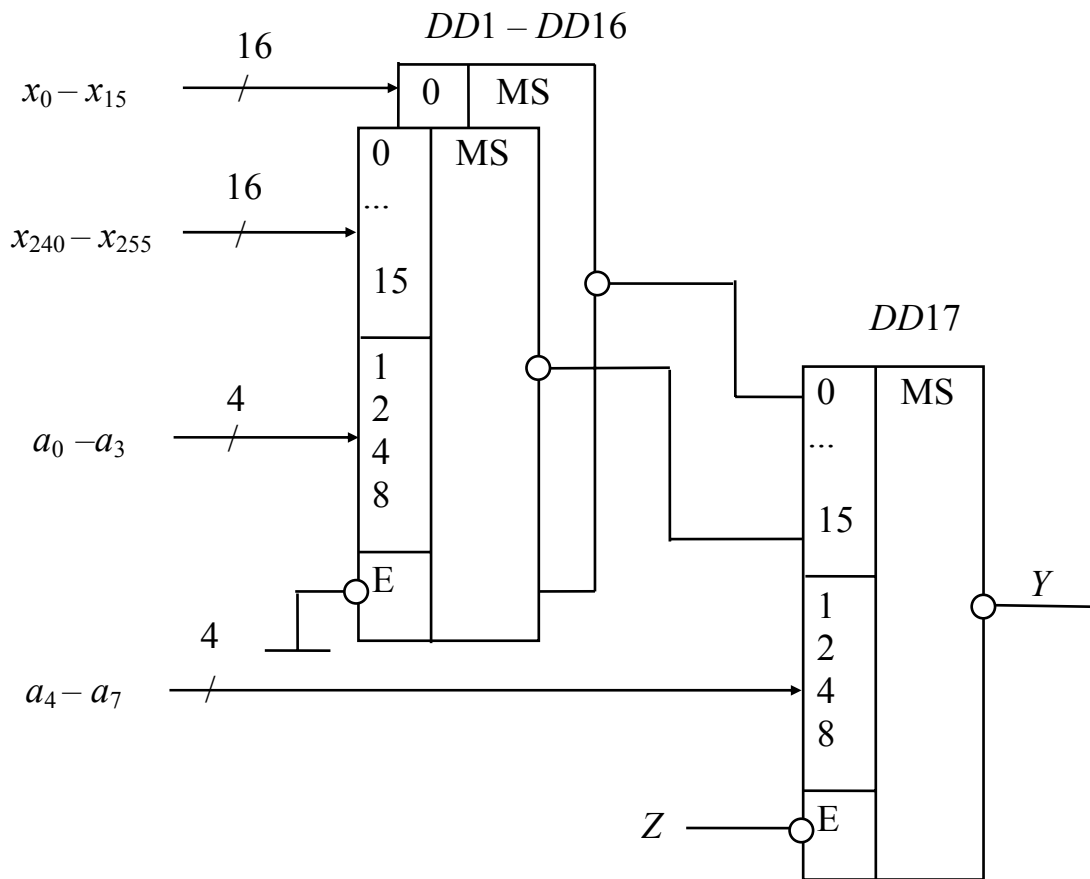 DD1 – DD16
16
x₀ – x₁₅
0 MS
0 MS
...
16
x₂₄₀ – x₂₅₅
15
DD17
1
2
4
8
4
a₀ –a₃
0 MS
...
15
E
1
2
4
8
Y
4
a₄ – a₇
Z
E